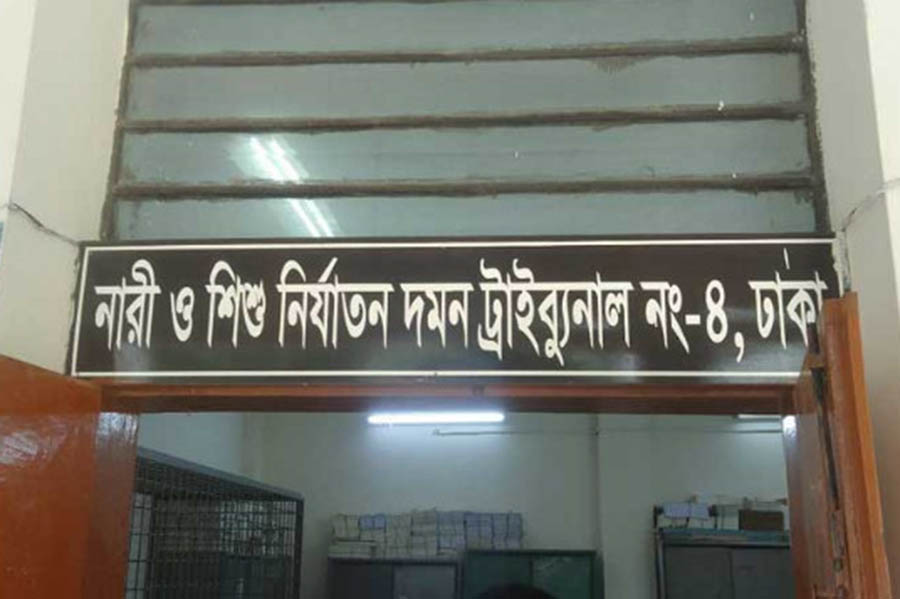 নারী ও শিশু নির্যাতন দমন ট্রাইব্যুনাল নং-৪, ঢাকা